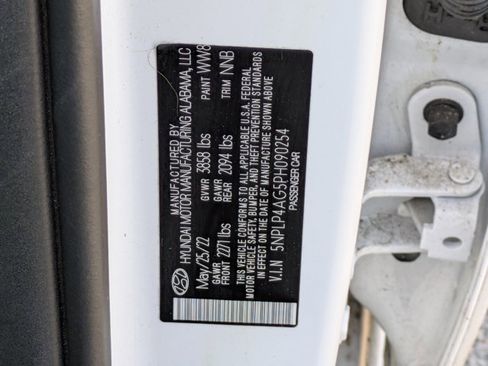 MANUFACTURED BY
HYUNDAI MOTOR MANUFACTURING ALABAMA, LLC
May/25/22 GVWR 3858 lbs PAINT WW8
GAWR FRONT 2271 lbs GAWR REAR 2094 lbs TRIM NNB
THIS VEHICLE CONFORMS TO ALL APPLICABLE U.S.A. FEDERAL
MOTOR VEHICLE SAFETY, BUMPER, AND THEFT PREVENTION STANDARDS
IN EFFECT ON THE DATE OF MANUFACTURE SHOWN ABOVE
V.I.N 5NPLP4AG5PH090254
PASSENGER CAR